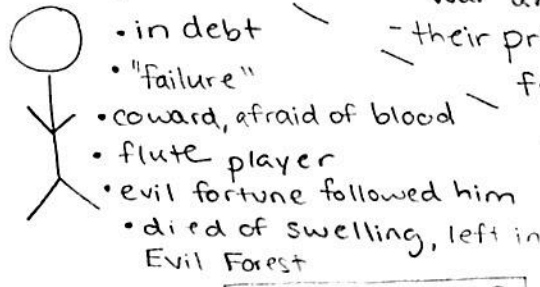 • in debt
• "failure"
- their pr
• coward, afraid of blood
• flute player
• evil fortune followed him
• died of swelling, left in
Evil Forest